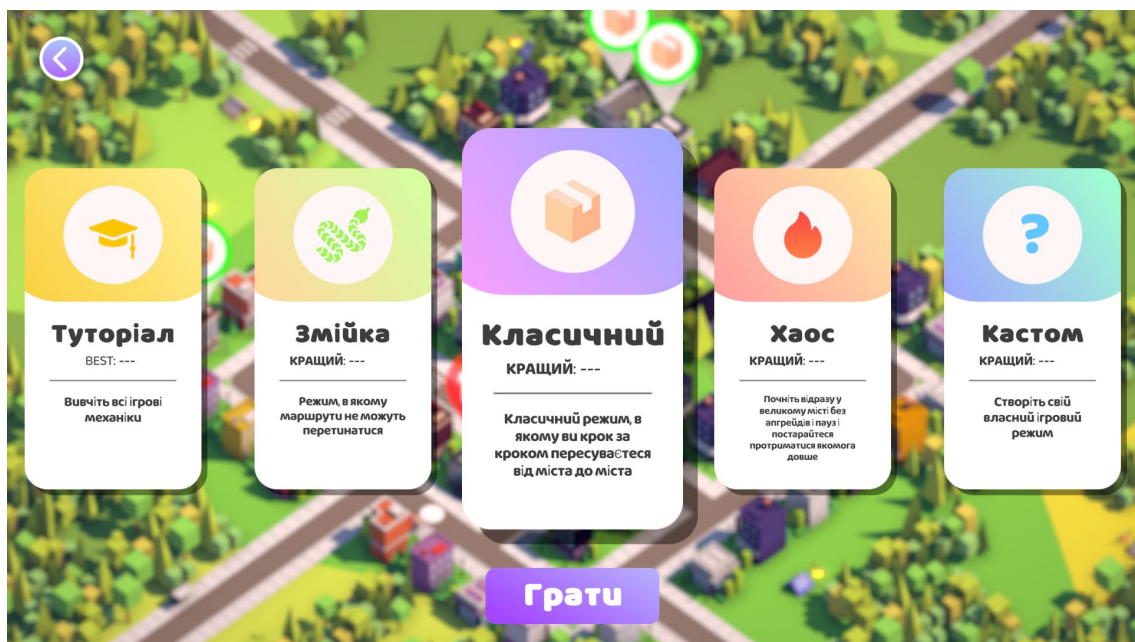 Туторіал
BEST: ---
Вивчіть всі ігрові
механіки
Змійка
КРАЩИЙ: ---
Режим, в якому
маршрути не можуть
перетинатися
Класичний
КРАЩИЙ: ---
Класичний режим, в
якому ви крок за
кроком пересуваєтеся
від міста до міста
Хаос
КРАЩИЙ: ---
Почніть відразу у
великому місті без
апгрейдів і пауз і
постарайтеся
протриматися якомога
довше
Кастом
КРАЩИЙ: ---
Створіть свій
власний ігровий
режим
?
Грати